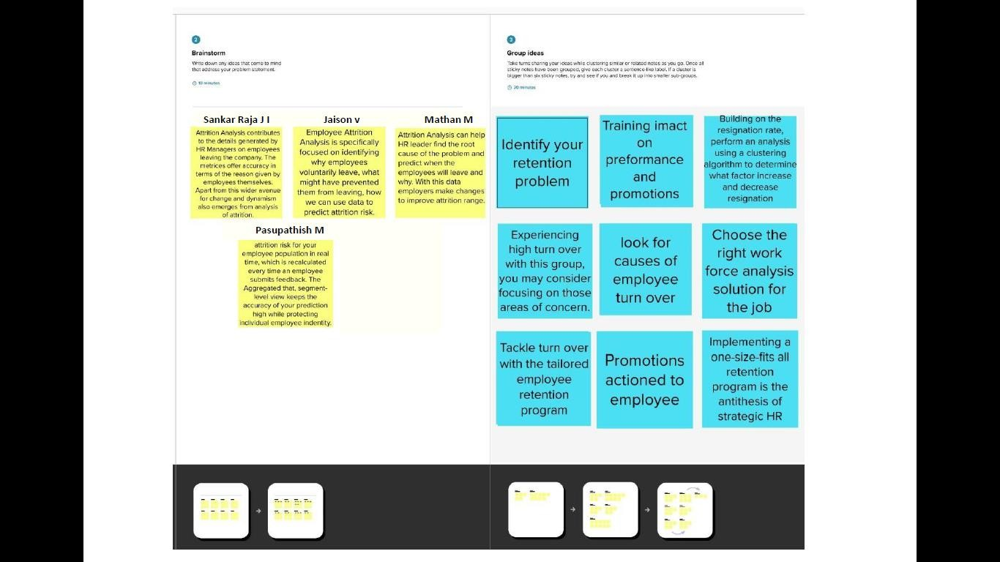 2
Brainstorm
Write down any ideas that come to mind
that address your problem statement.
10 minutes
Sankar Raja J I
Attrition Analysis contributes
to the details generated by
HR Managers on employees
leaving the company. The
metrices offer accuracy in
terms of the reason given by
employees themselves.
Apart from this wider avenue
for change and dynamism
also emerges from analysis
of attrition.
Jaison v
Employee Attrition
Analysis is specifically
focused on identifying
why employees
voluntarily leave, what
might have prevented
them from leaving, how
we can use data to
predict attrition risk.
Mathan M
Attrition Analysis can help
HR leader find the root
cause of the problem and
predict when the
employees will leave and
why. With this data
employers make changes
to improve attrition range.
Pasupathish M
attrition risk for your
employee population in real
time, which is recalculated
every time an employee
submits feedback. The
Aggregated that, segment-
level view keeps the
accuracy of your prediction
high while protecting
individual employee indentity.
3
Group ideas
Take turns sharing your ideas while clustering similar or related notes as you go. Once all
sticky notes have been grouped, give each cluster a sentence-like label. If a cluster is
bigger than six sticky notes, try and see if you and break it up into smaller sub-groups.
20 minutes
Identify your
retention
problem
Training imact
on
preformance
and
promotions
Building on the
resignation rate,
perform an analysis
using a clustering
algorithm to determine
what factor increase
and decrease
resignation
Experiencing
high turn over
with this group,
you may consider
focusing on those
areas of concern.
look for
causes of
employee
turn over
Choose the
right work
force analysis
solution for
the job
Tackle turn over
with the tailored
employee
retention
program
Promotions
actioned to
employee
Implementing a
one-size-fits all
retention
program is the
antithesis of
strategic HR